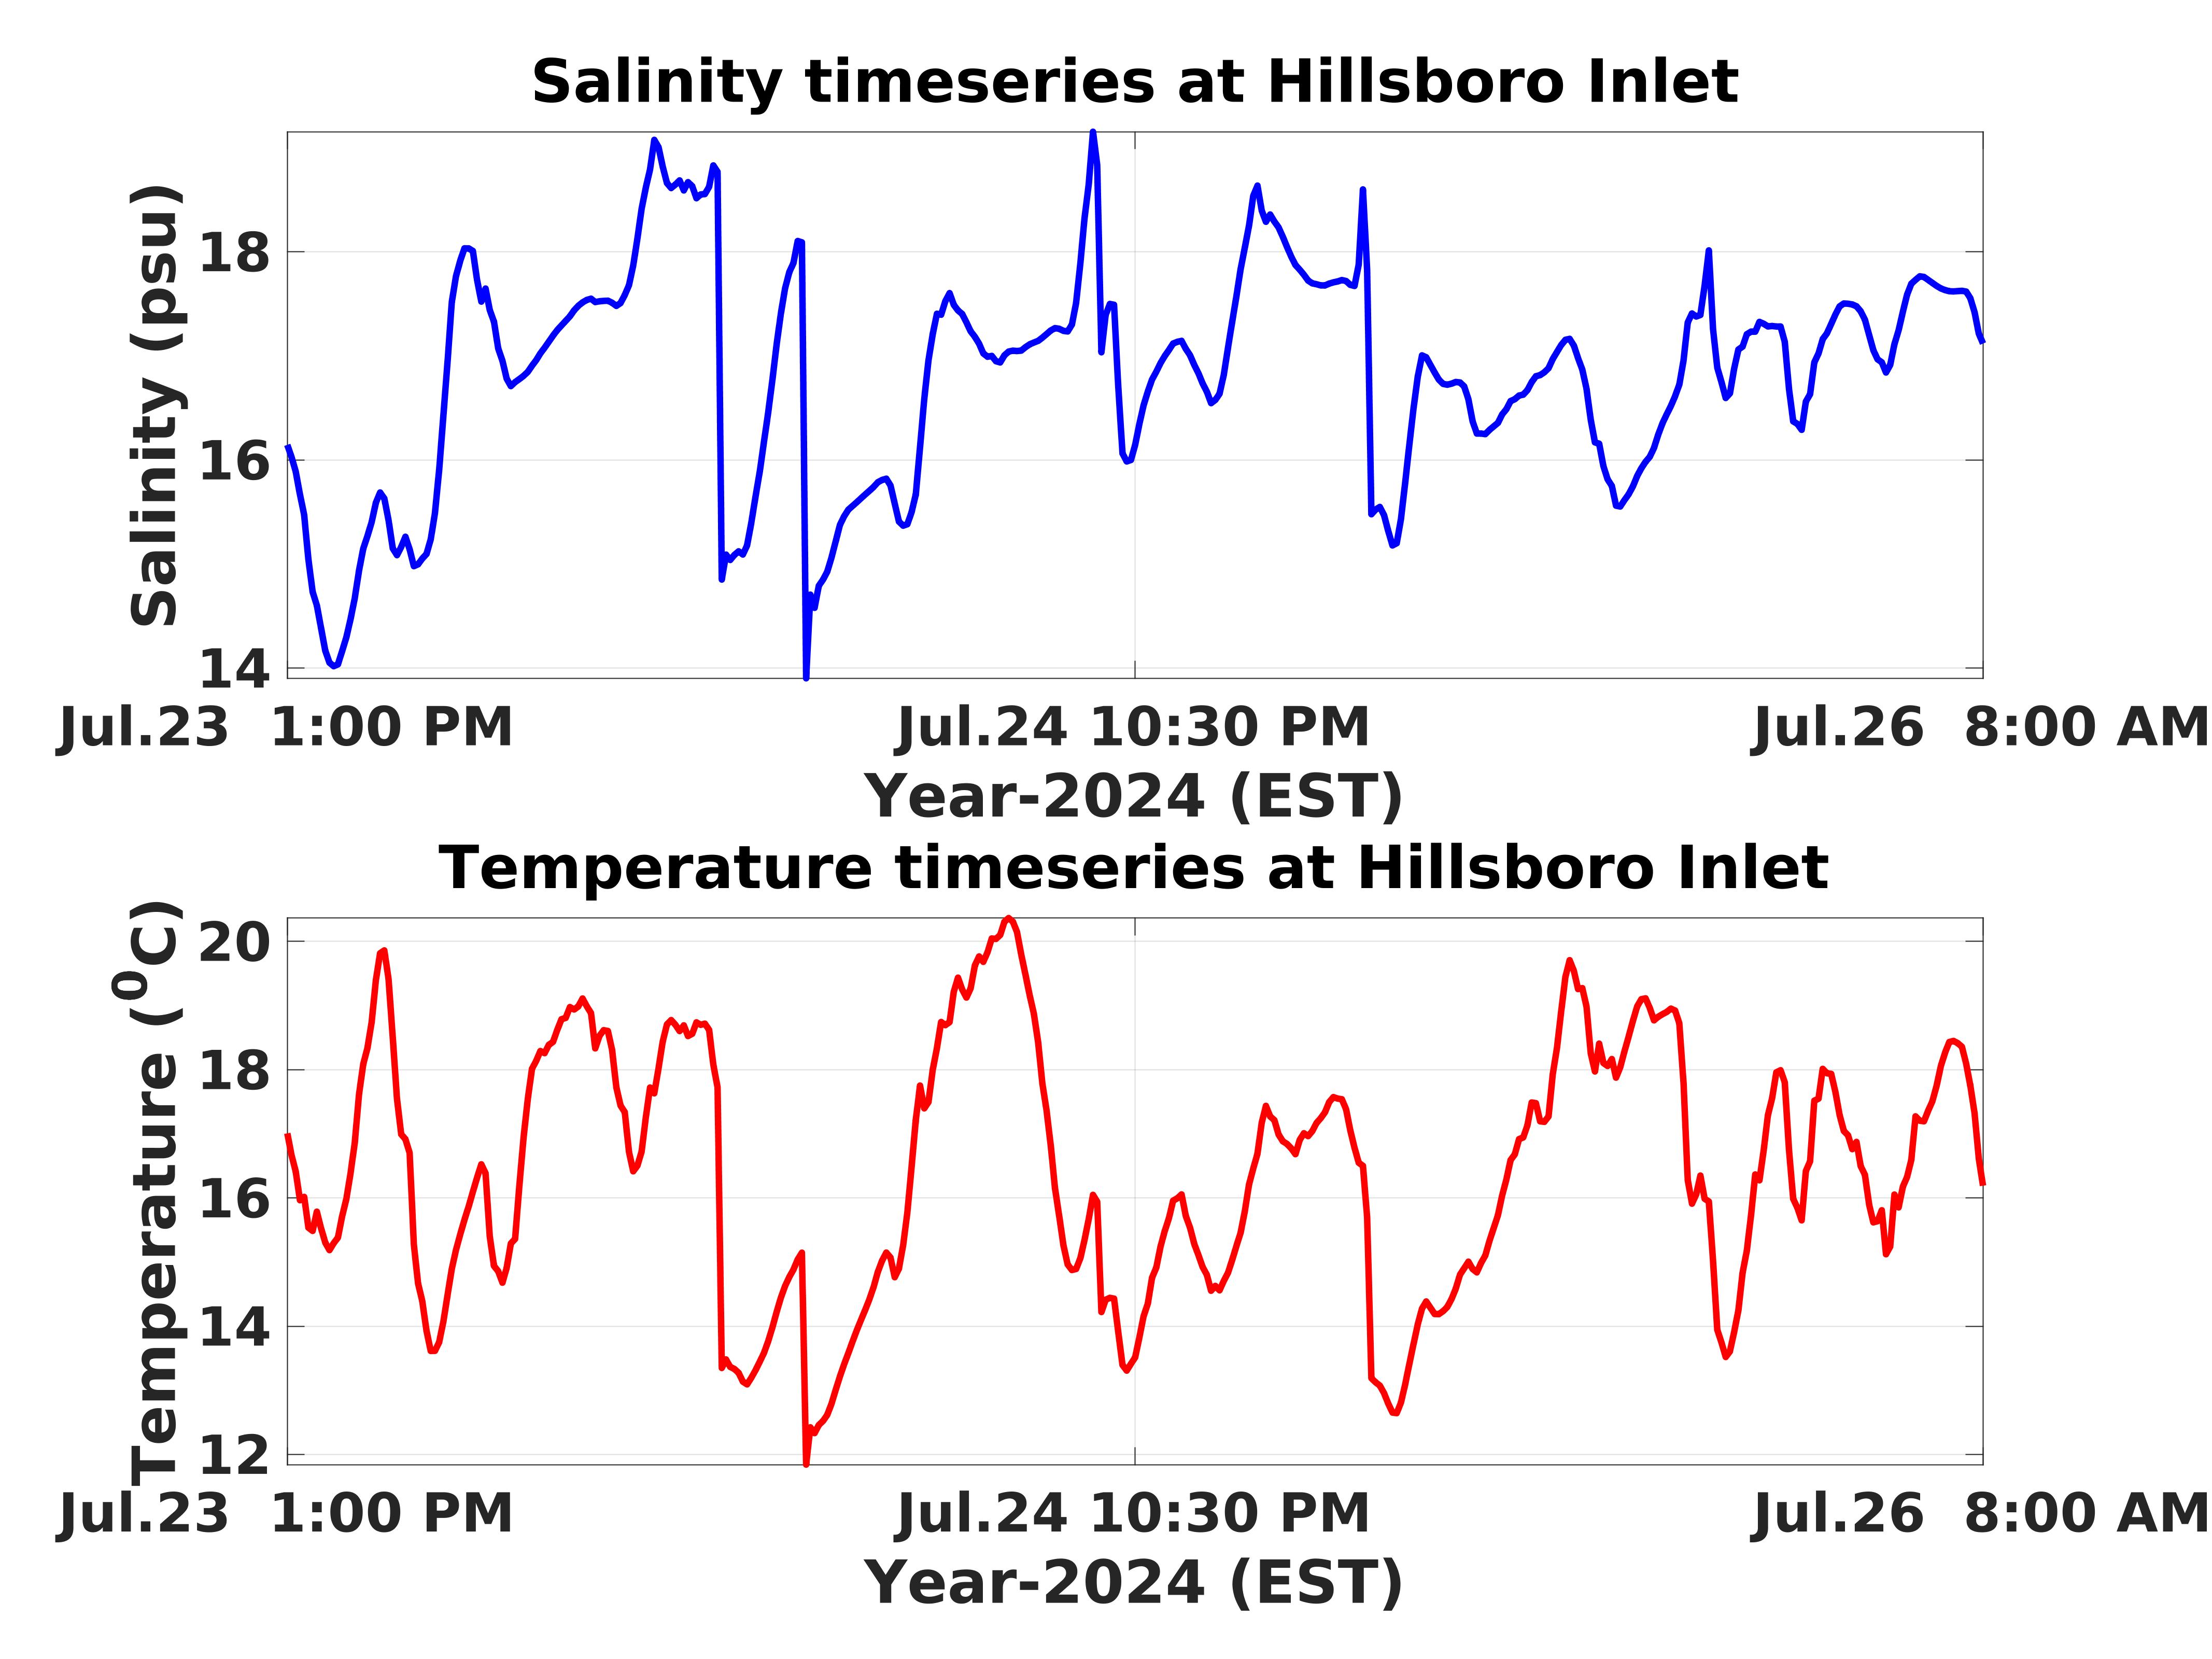 Salinity timeseries at Hillsboro Inlet
Salinity (psu)
18
16
14
Jul.23  1:00 PM
Jul.24 10:30 PM
Jul.26  8:00 AM
Year-2024 (EST)
Temperature timeseries at Hillsboro Inlet
Temperature (⁰C)
20
18
16
14
12
Jul.23  1:00 PM
Jul.24 10:30 PM
Jul.26  8:00 AM
Year-2024 (EST)